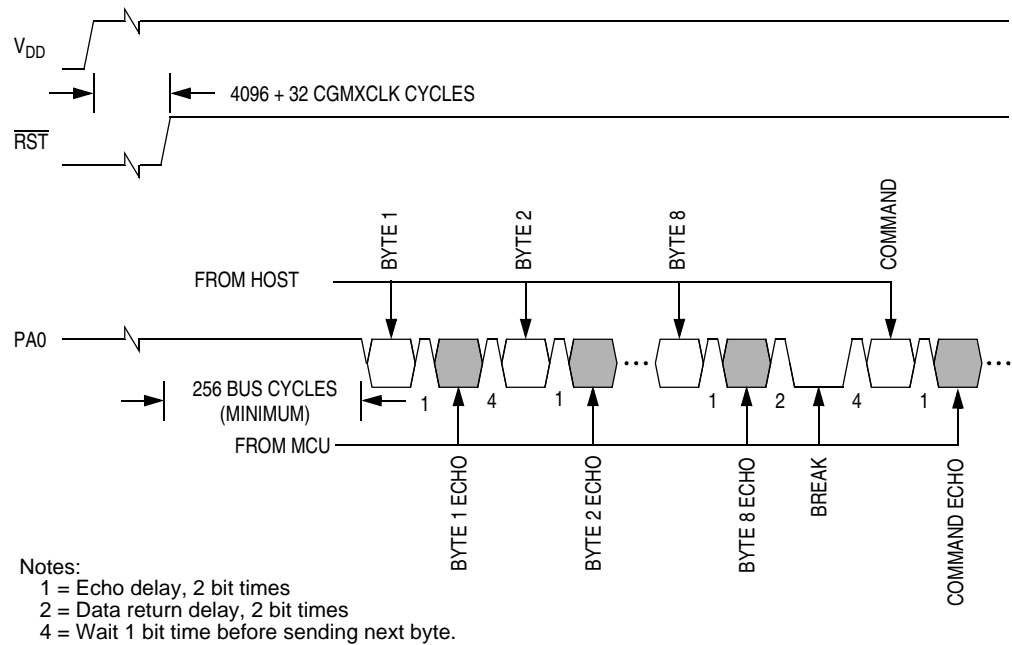 VDD
4096 + 32 CGMXCLK CYCLES
RST
BYTE 1
BYTE 2
BYTE 8
COMMAND
FROM HOST
PA0
256 BUS CYCLES
(MINIMUM)
1
4
1
1
2
4
1
FROM MCU
BYTE 1 ECHO
BYTE 2 ECHO
BYTE 8 ECHO
BREAK
COMMAND ECHO
Notes:
1 = Echo delay, 2 bit times
2 = Data return delay, 2 bit times
4 = Wait 1 bit time before sending next byte.